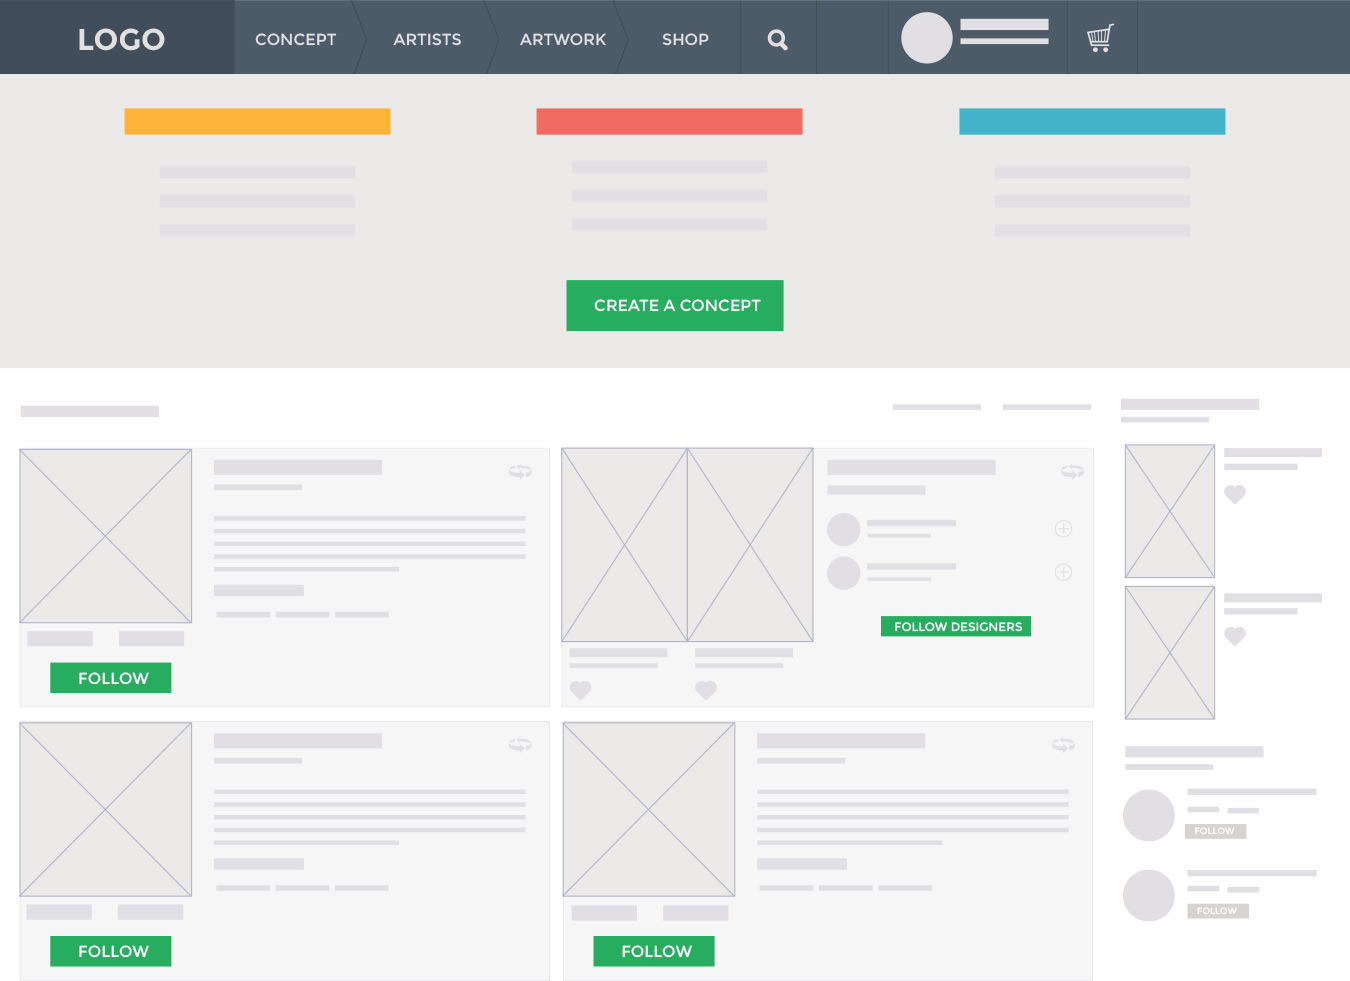 LOGO
CONCEPT
ARTISTS
ARTWORK
SHOP
CREATE A CONCEPT
FOLLOW
FOLLOW DESIGNERS
FOLLOW
FOLLOW
FOLLOW
FOLLOW